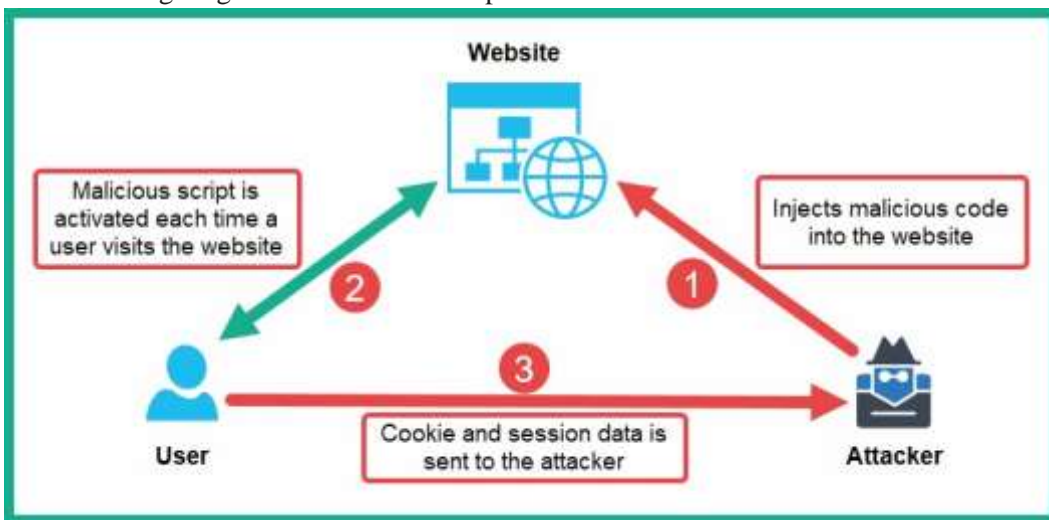 Website
Malicious script is
activated each time a
user visits the website
Injects malicious code
into the website
2
1
3
Cookie and session data is
sent to the attacker
User
Attacker